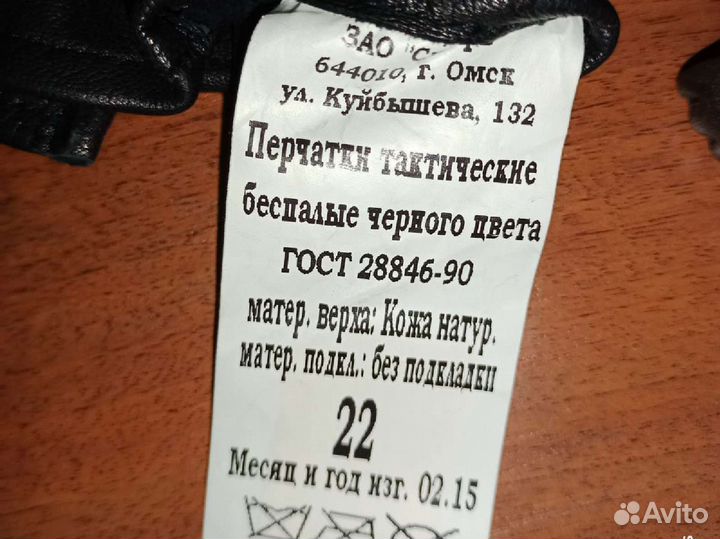 ЗАО
644010, г. Омск
ул. Куйбышева, 132
Перчатки тактические
беспалые черного цвета
ГОСТ 28846-90
матер. верха: Кожа натур.
матер. подкл.: без подкладки
22
Месяц и год изг. 02.15
Avito